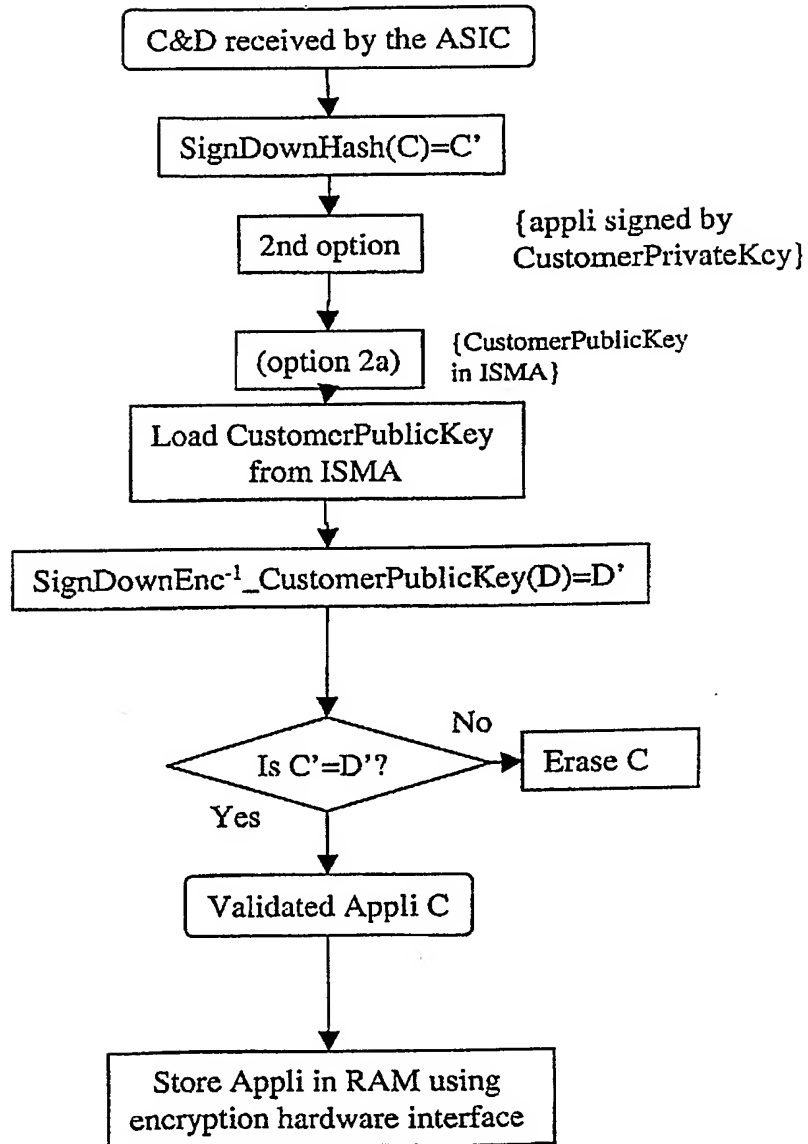 C&D received by the ASIC
SignDownHash(C)=C’
2nd option
{appli signed by
CustomerPrivateKey}
(option 2a)
{CustomerPublicKey
in ISMA}
Load CustomerPublicKey
from ISMA
SignDownEnc⁻¹_CustomerPublicKey(D)=D’
Is C’=D’?
No
Erase C
Yes
Validated Appli C
Store Appli in RAM using
encryption hardware interface